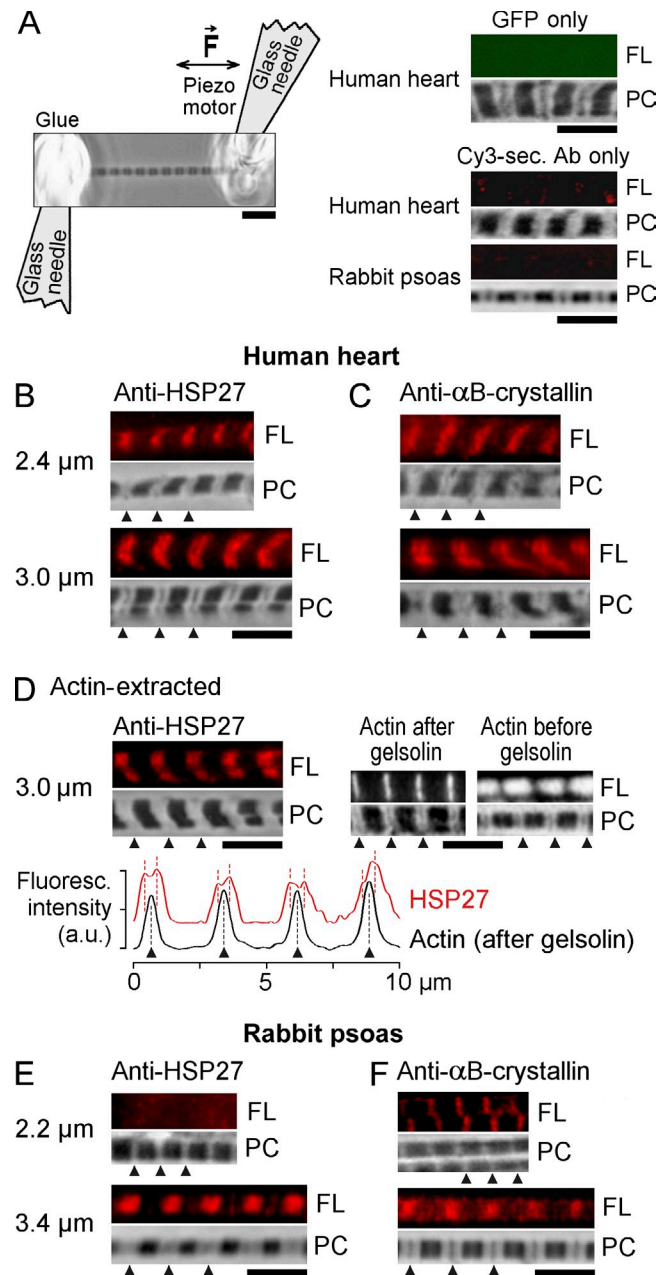 A
F
Piezo
motor
Glass
needle
Glue
Glass
needle
GFP only
Human heart
FL
PC
Cy3-sec. Ab only
Human heart
FL
PC
Rabbit psoas
FL
PC
Human heart
B
Anti-HSP27
2.4 μm
FL
PC
3.0 μm
FL
PC
C
Anti-αB-crystallin
FL
PC
FL
PC
D Actin-extracted
Anti-HSP27
3.0 μm
FL
PC
Actin after
gelsolin
Actin before
gelsolin
FL
PC
Fluoresc.
intensity
(a.u.)
HSP27
Actin (after gelsolin)
0 5 10 μm
Rabbit psoas
E
Anti-HSP27
2.2 μm
FL
PC
3.4 μm
FL
PC
F
Anti-αB-crystallin
FL
PC
FL
PC